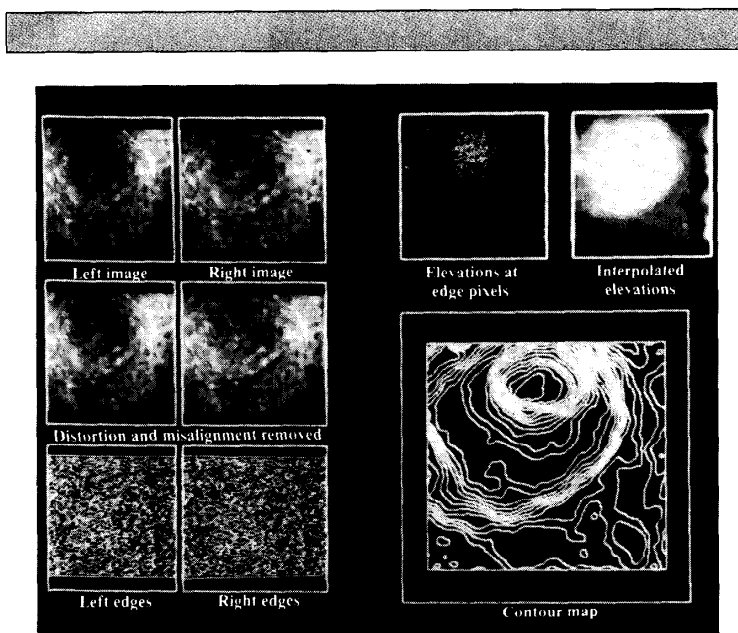 Left image
Right image
Elevations at
edge pixels
Interpolated
elevations
Distortion and misalignment removed
Left edges
Right edges
Contour map